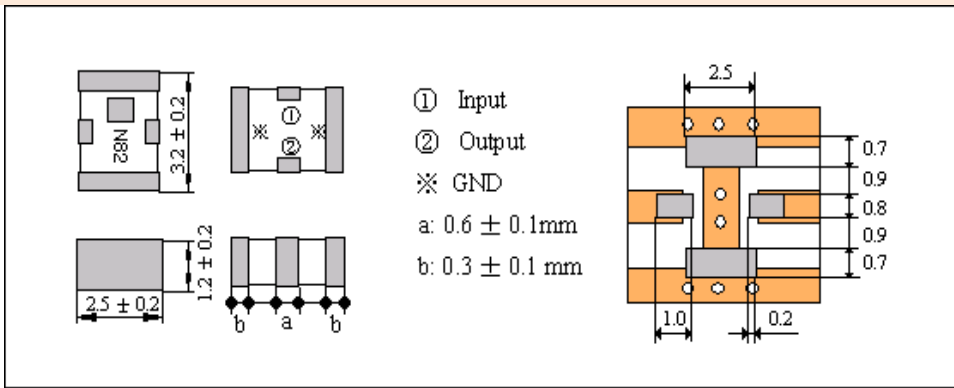 N82
3.2 ± 0.2
2.5 ± 0.2
1.2 ± 0.2
※ ① ※
②
b a b
① Input
② Output
※ GND
a: 0.6 ± 0.1mm
b: 0.3 ± 0.1 mm
2.5
0.7
0.9
0.8
0.9
0.7
1.0
0.2